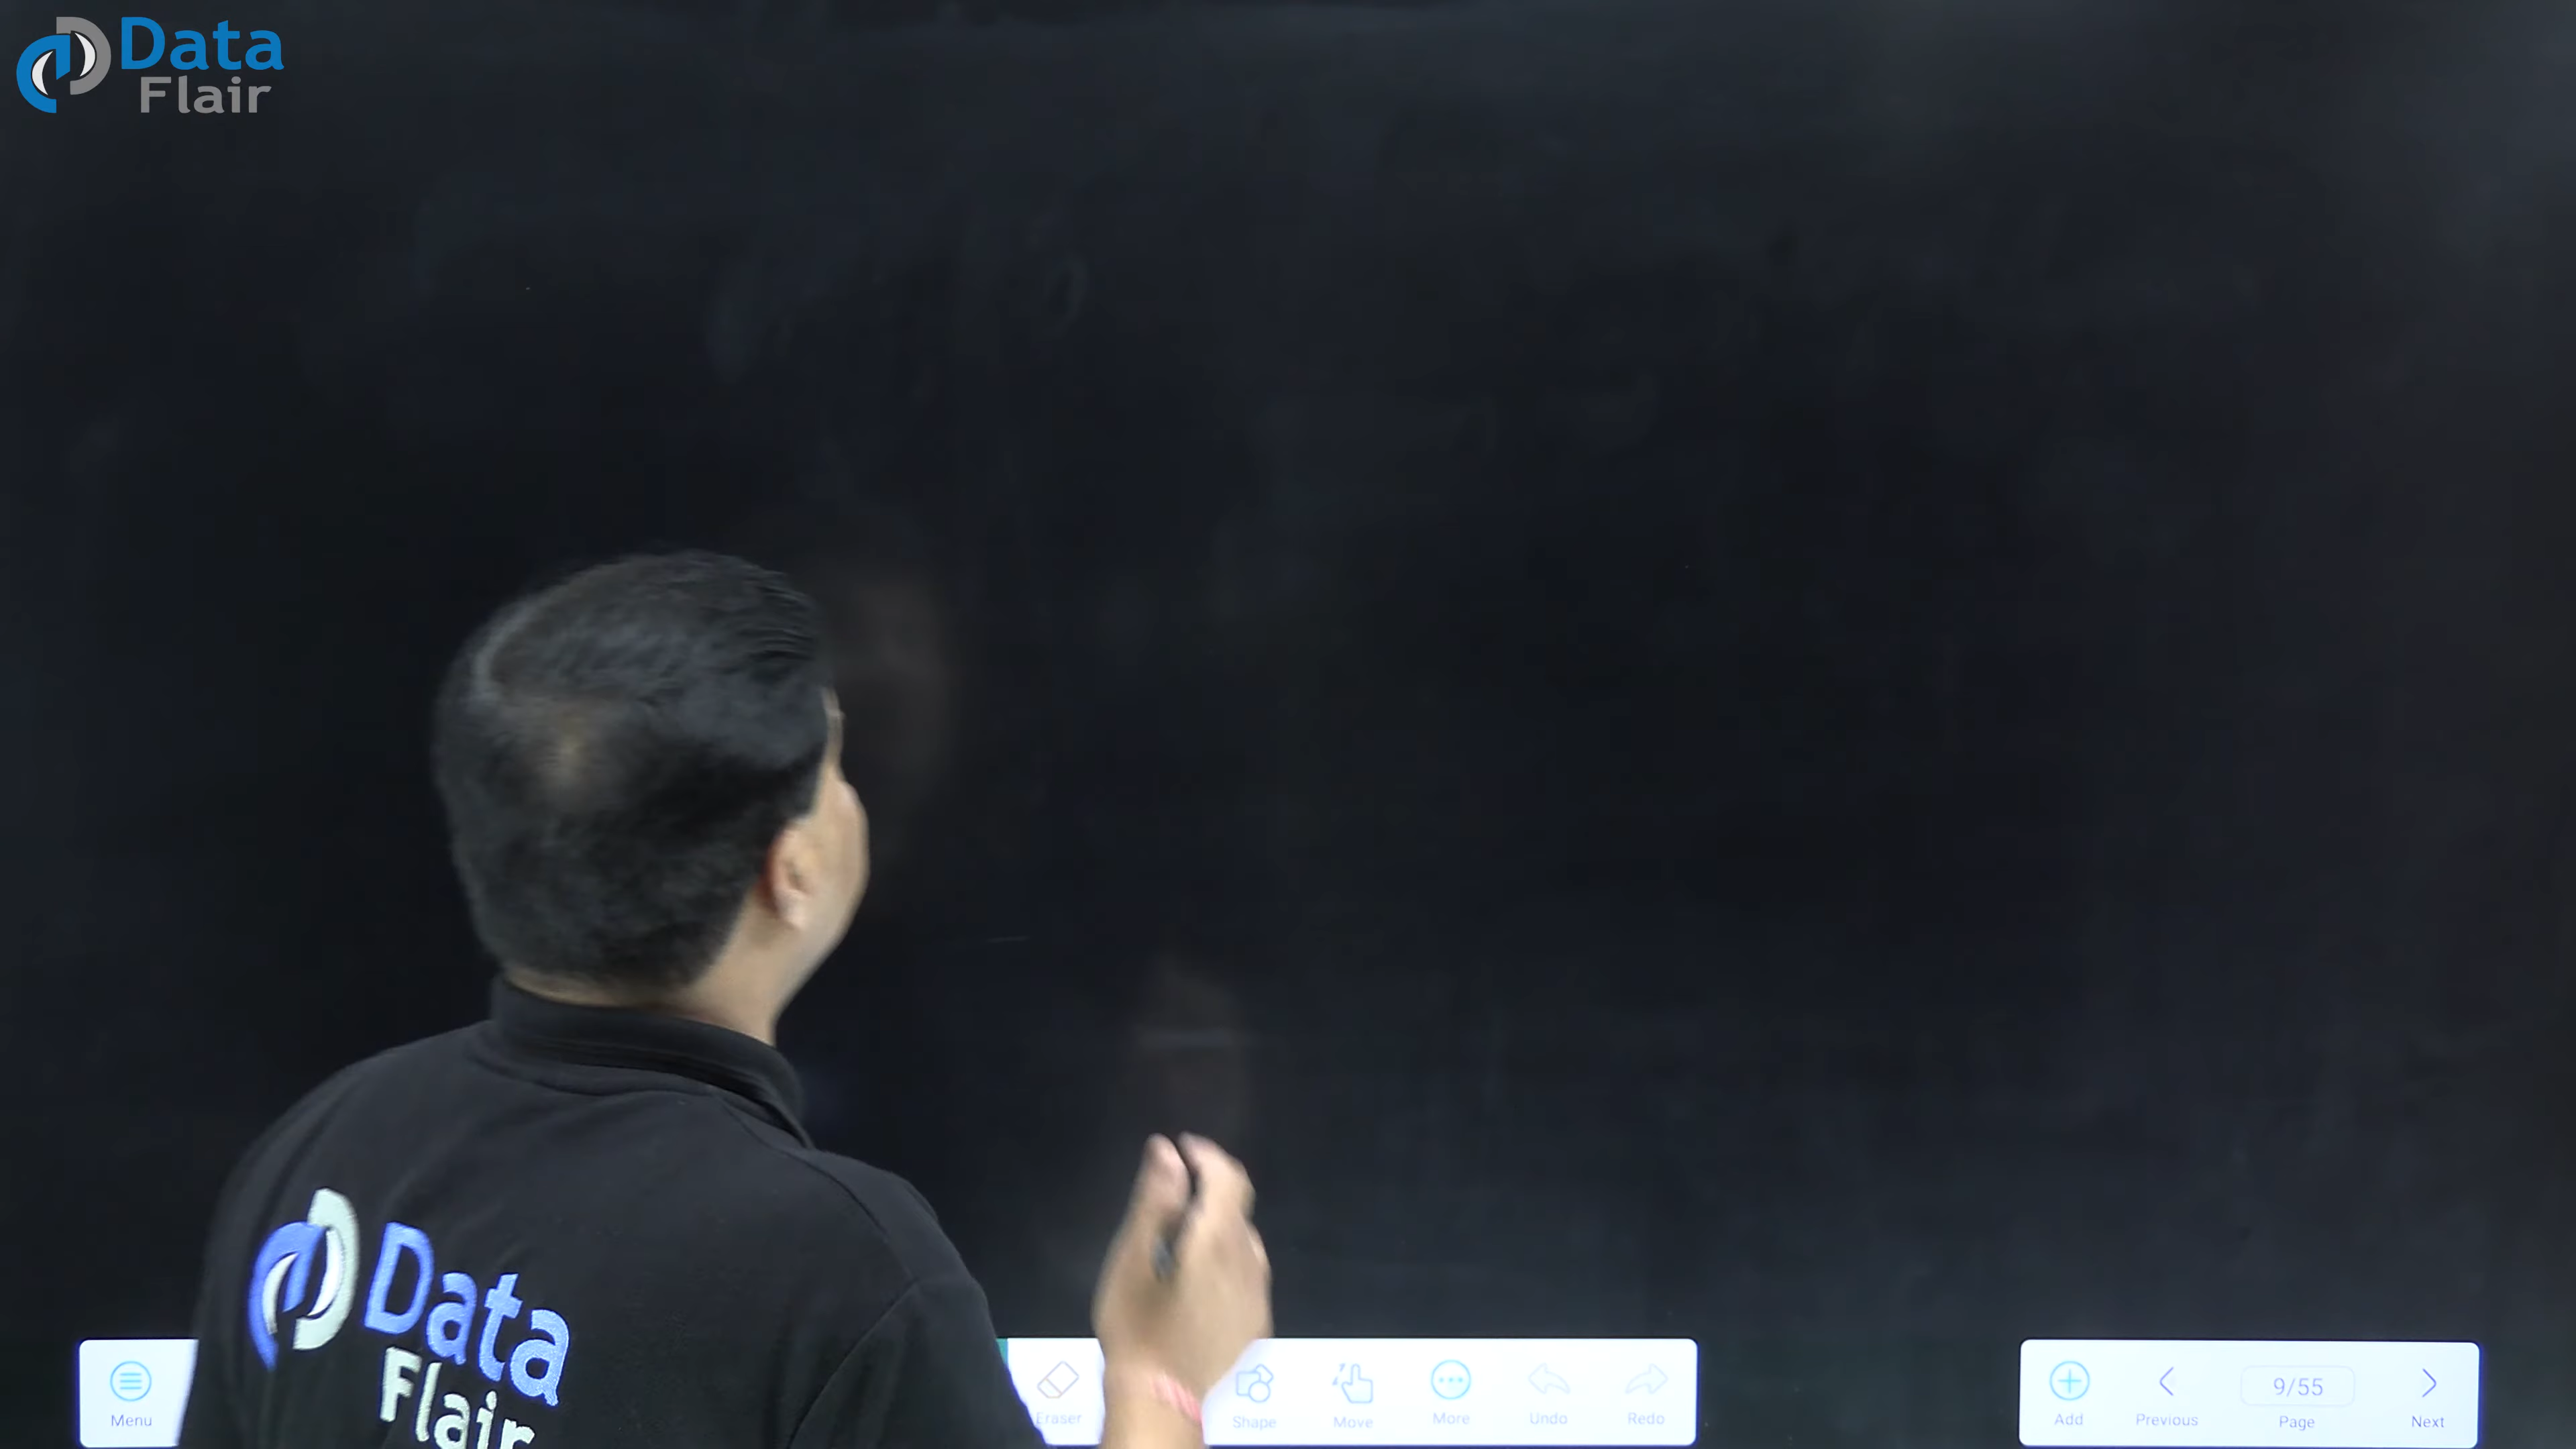 Data
Flair
Data
Flair
Menu
Eraser
Shape
Move
More
Undo
Redo
Add
Previous
9/55
Page
Next